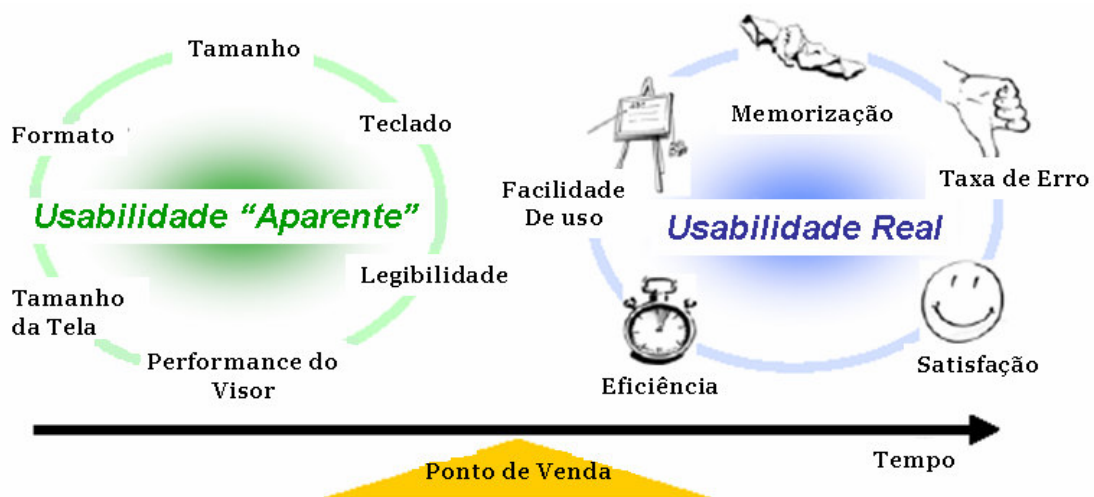 Tamanho
Formato
Teclado
Usabilidade “Aparente”
Tamanho
da Tela
Legibilidade
Performance do
Visor
Memorização
Facilidade
De uso
Taxa de Erro
Usabilidade Real
Eficiência
Satisfação
Tempo
Ponto de Venda